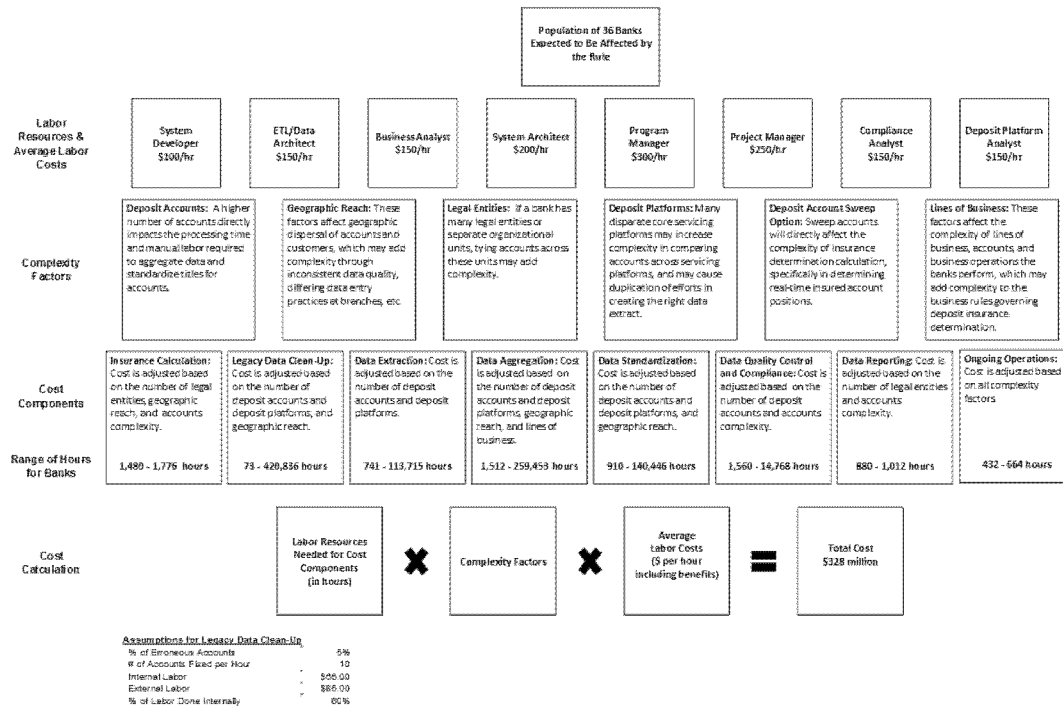 Population of 36 Banks
Expected to Be Affected by
the Rule
Labor
Resources &
Average Labor
Costs
System
Developer
$200/hr
ETL/Data
Architect
$150/hr
Business Analyst
$150/hr
System Architect
$200/hr
Program
Manager
$300/hr
Project Manager
$250/hr
Compliance
Analyst
$150/hr
Deposit Platform
Analyst
$150/hr
Complexity
Factors
Deposit Accounts: A higher
number of accounts directly
impacts the processing time
and manual labor required
to aggregate data and
standardize titles for
accounts.
Geographic Reach: These
factors affect geographic
dispersal of accounts and
customers, which may add
complexity through
inconsistent data quality,
differing data entry
practices at branches, etc.
Legal Entities: If a bank has
many legal entities or
separate organizational
units, tying accounts across
these units may add
complexity.
Deposit Platforms: Many
disparate core servicing
platforms may increase
complexity in comparing
accounts across servicing
platforms, and may cause
duplication of efforts in
creating the right data
extract.
Deposit Account Sweep
Option: Sweep accounts
will directly affect the
complexity of insurance
determination calculation,
specifically in determining
real-time insured account
positions.
Lines of Business: These
factors affect the
complexity of lines of
business, accounts, and
business operations the
banks perform, which may
add complexity to the
business rules governing
deposit insurance
determination.
Cost
Components
Insurance Calculation:
Cost is adjusted based
on the number of legal
entities, geographic
reach, and accounts
complexity.
Legacy Data Clean-Up:
Cost is adjusted based
on the number of
deposit accounts and
deposit platforms, and
geographic reach.
Data Extraction: Cost is
adjusted based on the
number of deposit
accounts and deposit
platforms.
Data Aggregation: Cost
is adjusted based on
the number of deposit
accounts and deposit
platforms, geographic
reach, and lines of
business.
Data Standardization:
Cost is adjusted based
on the number of
deposit accounts and
deposit platforms, and
geographic reach.
Data Quality Control
and Compliance: Cost is
adjusted based on the
number of deposit
accounts and accounts
complexity.
Data Reporting: Cost is
adjusted based on the
number of legal entities
and accounts
complexity.
Ongoing Operations:
Cost is adjusted based
on all complexity
factors
Range of Hours
for Banks
1,480 - 1,776 hours
73 - 420,836 hours
741 - 113,715 hours
1,512 - 259,453 hours
910 - 140,446 hours
1,560 - 14,768 hours
880 - 1,012 hours
432 - 664 hours
Cost
Calculation
Labor Resources
Needed for Cost
Components
(in hours)
Complexity Factors
Average
Labor Costs
($ per hour
including benefits)
=
Total Cost
$328 million
Assumptions for Legacy Data Clean-Up
% of Erroneous Accounts 5%
# of Accounts Fixed per Hour 10
Internal Labor
External Labor $85.00
% of Labor Done Internally 60%